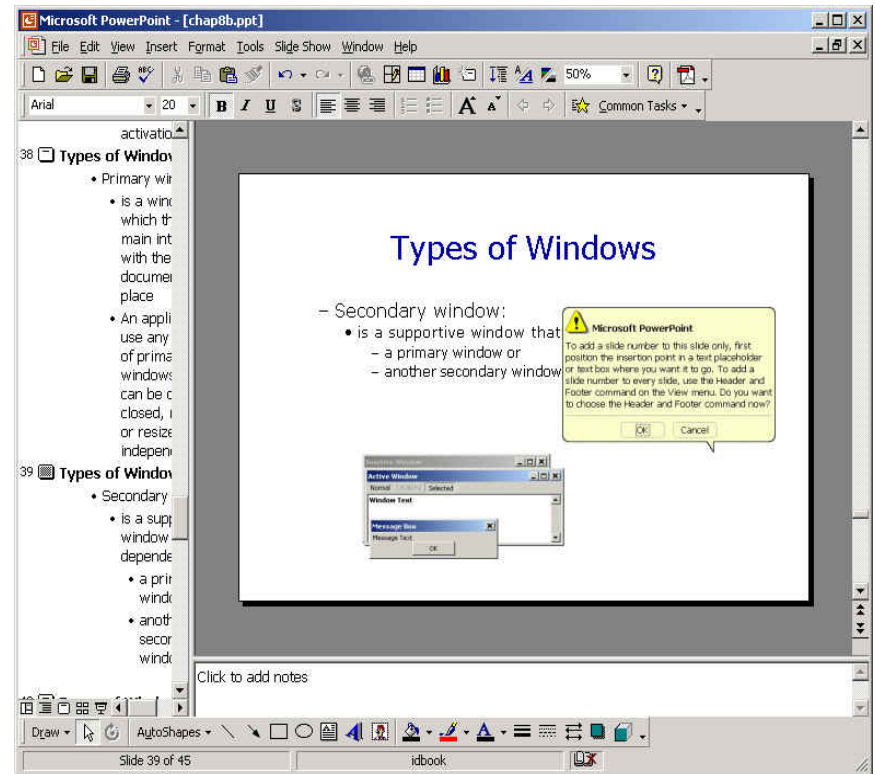 Microsoft PowerPoint - [chap8b.ppt]
File Edit View Insert Format Tools Slide Show Window Help
50%
Arial 20 B I U S A A Common Tasks
activatio
38 Types of Window
• Primary wir
• is a wind
which th
main int
with the
documer
place
• An appli
use any
of prima
windows
can be c
closed, r
or resize
indepen
39 Types of Window
• Secondary
• is a supp
window
depende
• a prir
windo
• anoth
secor
windo
Types of Windows
– Secondary window:
• is a supportive window that
– a primary window or
– another secondary window
Microsoft PowerPoint
To add a slide number to this slide only, first
position the insertion point in a text placeholder
or text box where you want it to go. To add a
slide number to every slide, use the Header and
Footer command on the View menu. Do you want
to choose the Header and Footer command now?
OK Cancel
Inactive Window
Active Window
Normal Disabled Selected
Window Text
Message Box
Message Text
OK
Click to add notes
Draw AutoShapes
Slide 39 of 45 idbook